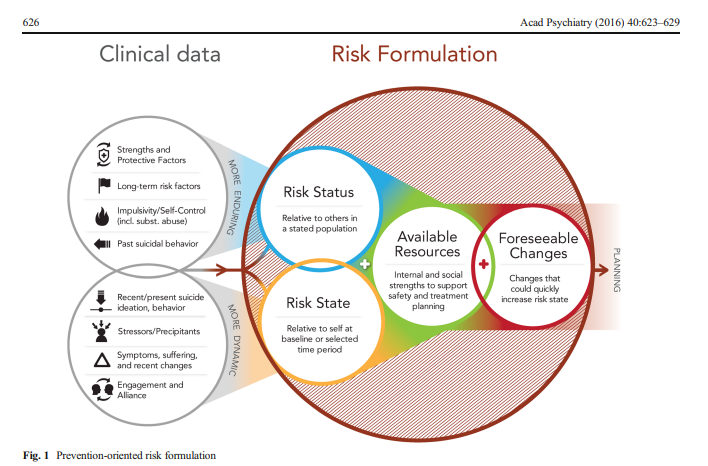 626
Acad Psychiatry (2016) 40:623–629
Clinical data
Risk Formulation
Strengths and
Protective Factors
Long-term risk factors
Impulsivity/Self-Control
(incl. subst. abuse)
Past suicidal behavior
MORE ENDURING
Recent/present suicide
ideation, behavior
Stressors/Precipitants
Symptoms, suffering,
and recent changes
Engagement and
Alliance
MORE DYNAMIC
Risk Status
Relative to others in
a stated population
Risk State
Relative to self at
baseline or selected
time period
+
Available
Resources
Internal and social
strengths to support
safety and treatment
planning
+
Foreseeable
Changes
Changes that
could quickly
increase risk state
PLANNING
Fig. 1 Prevention-oriented risk formulation